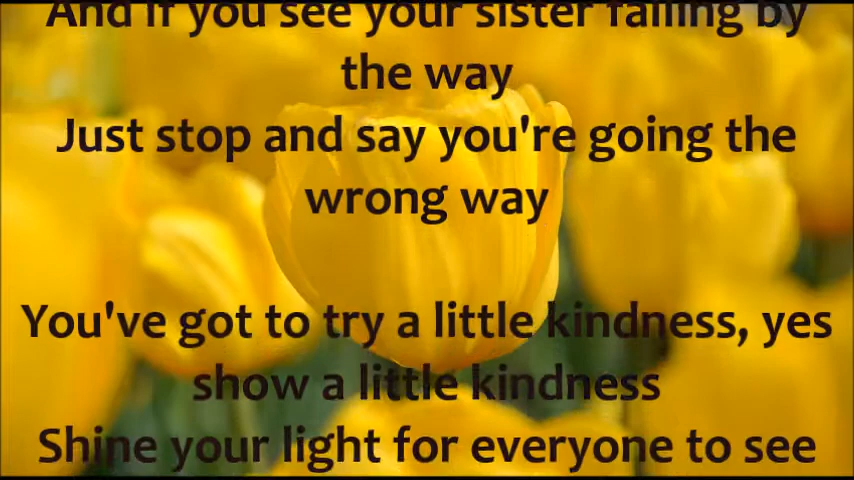 And if you see your sister falling by
the way
Just stop and say you're going the
wrong way
You've got to try a little kindness, yes
show a little kindness
Shine your light for everyone to see